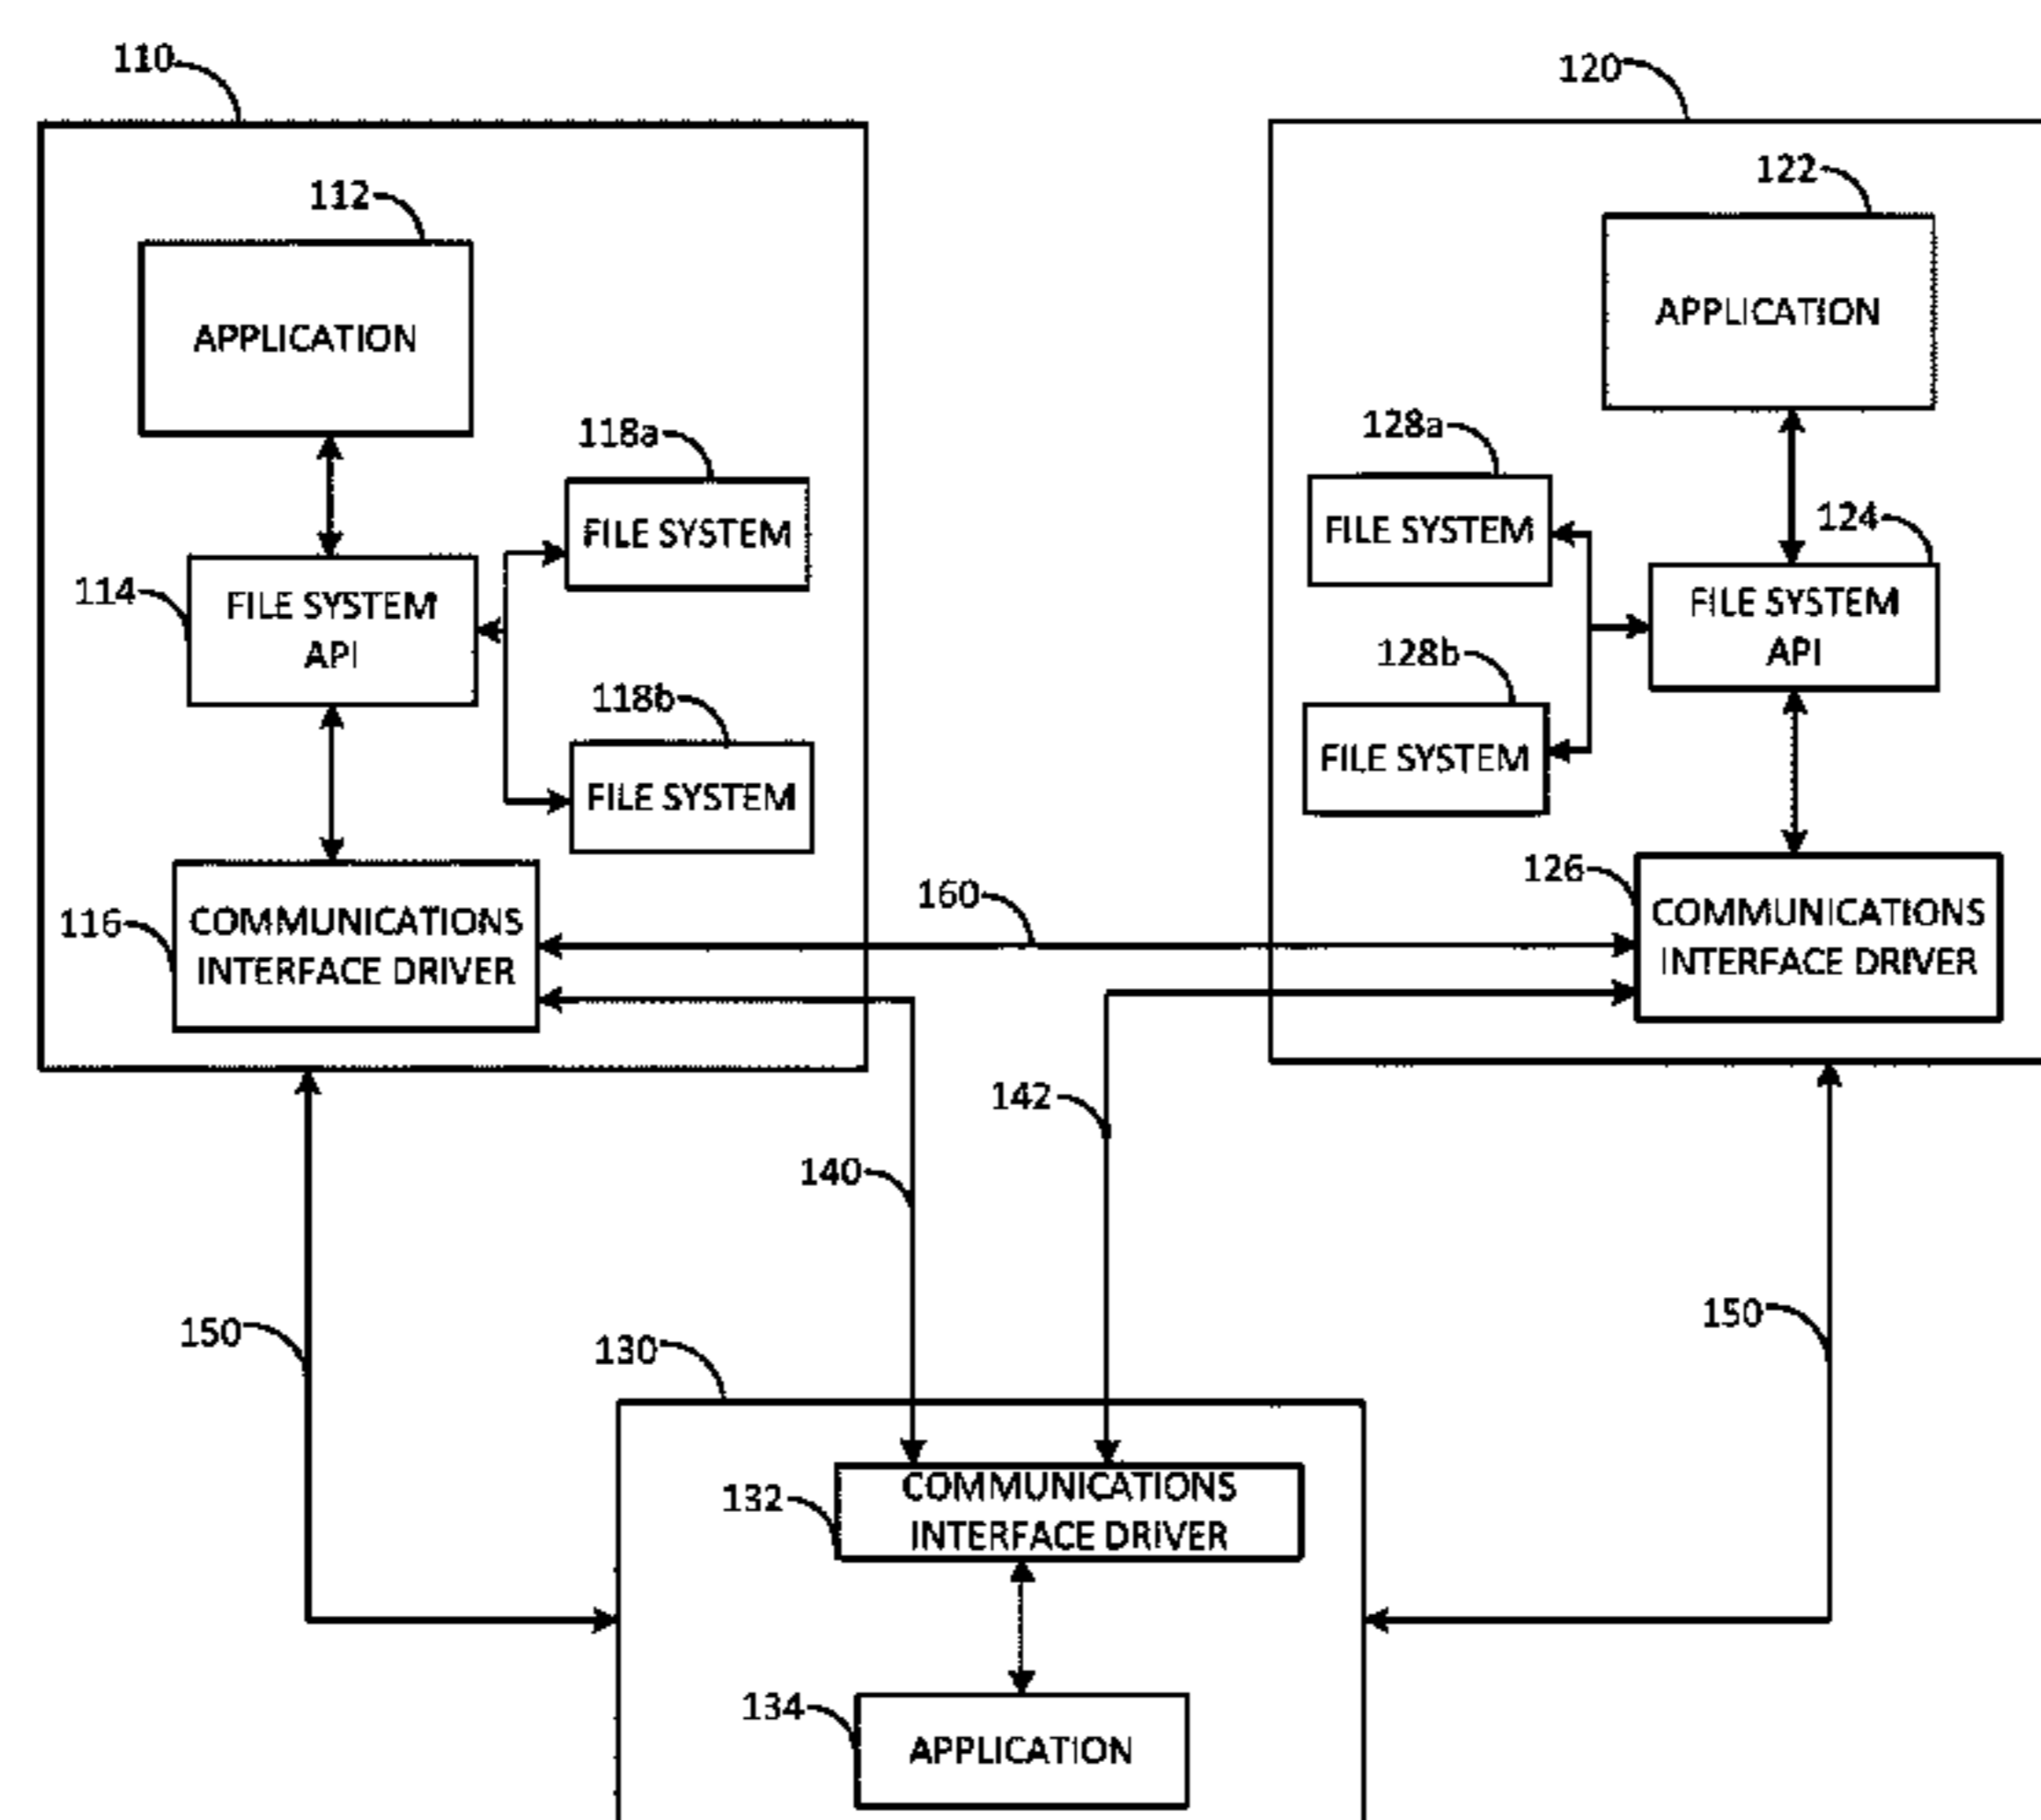 110
120
112
122
APPLICATION
APPLICATION
118a
128a
FILE SYSTEM
FILE SYSTEM
124
114
FILE SYSTEM
API
FILE SYSTEM
API
118b
128b
FILE SYSTEM
FILE SYSTEM
116
COMMUNICATIONS
INTERFACE DRIVER
160
126
COMMUNICATIONS
INTERFACE DRIVER
142
140
150
130
150
132
COMMUNICATIONS
INTERFACE DRIVER
134
APPLICATION